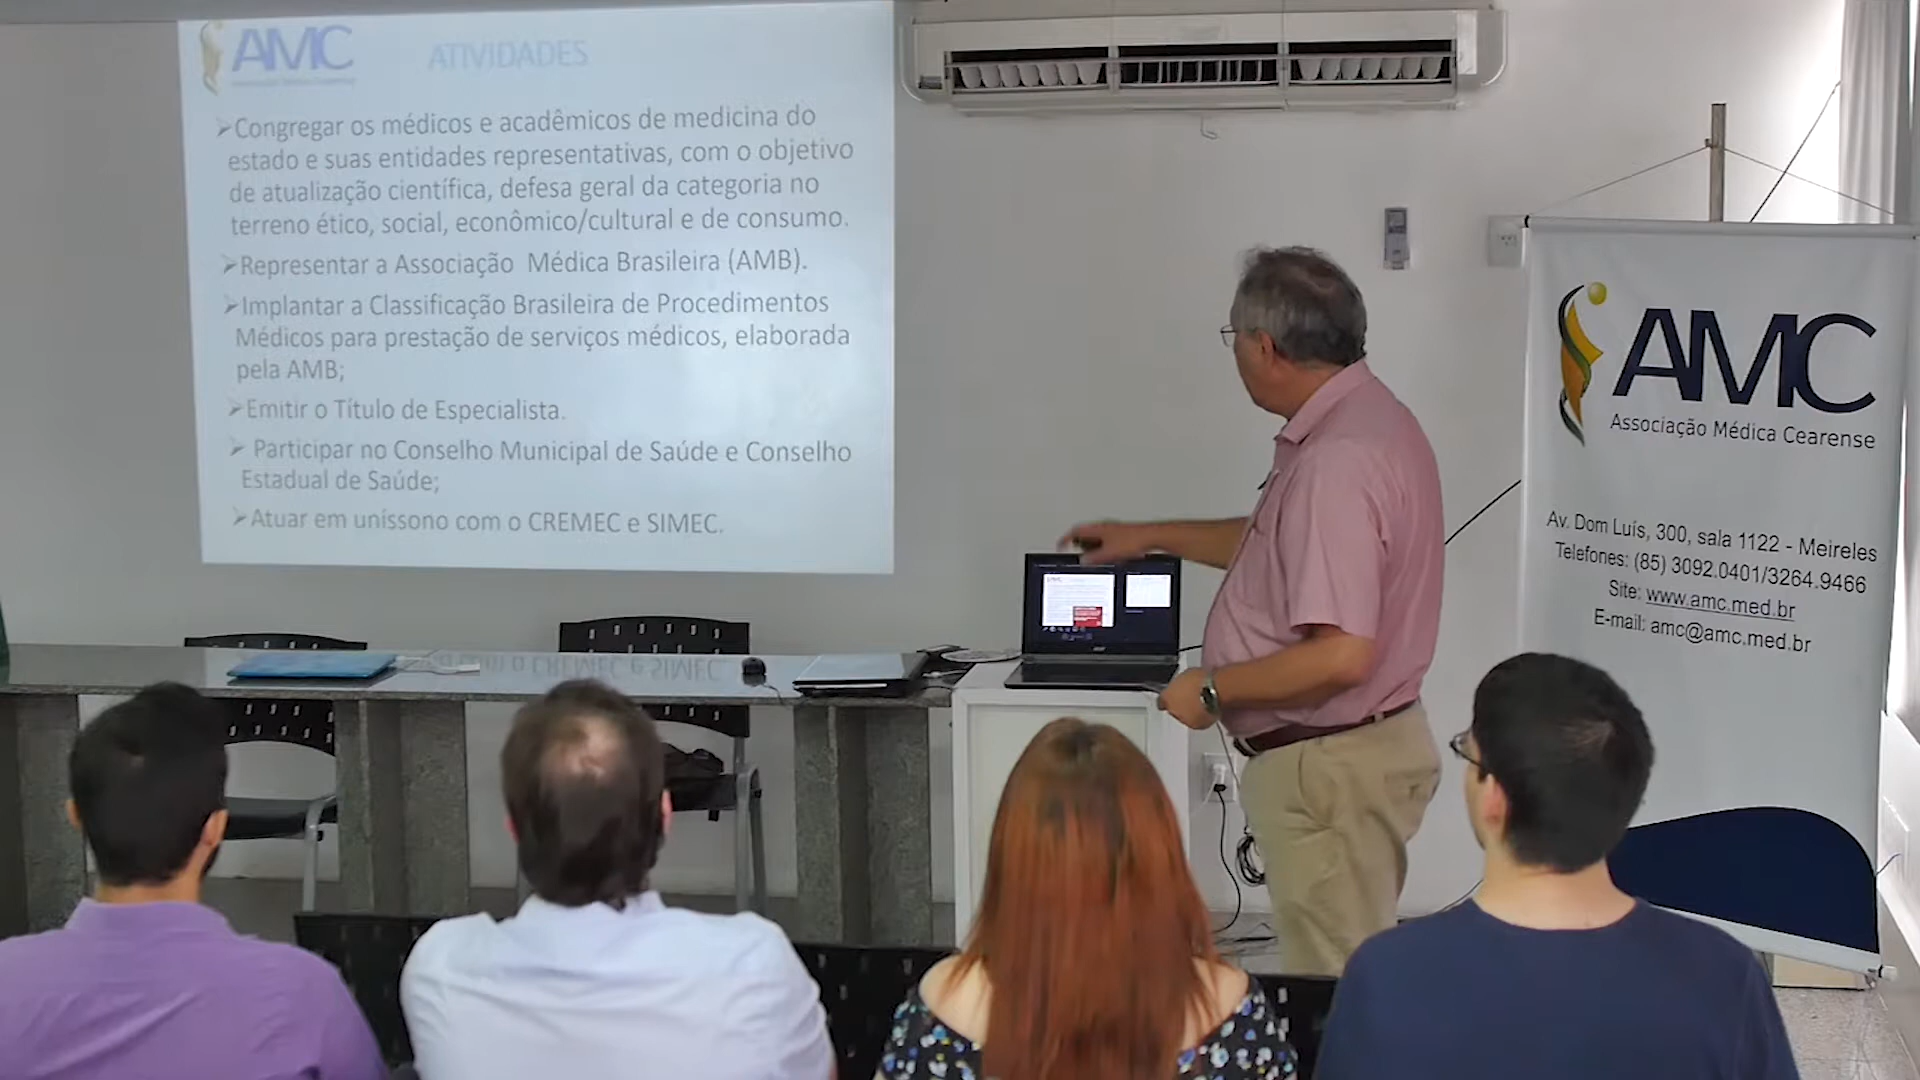 AMC
ATIVIDADES
➢Congregar os médicos e acadêmicos de medicina do
estado e suas entidades representativas, com o objetivo
de atualização científica, defesa geral da categoria no
terreno ético, social, econômico/cultural e de consumo.
➢Representar a Associação Médica Brasileira (AMB).
➢Implantar a Classificação Brasileira de Procedimentos
Médicos para prestação de serviços médicos, elaborada
pela AMB;
➢Emitir o Título de Especialista.
➢ Participar no Conselho Municipal de Saúde e Conselho
Estadual de Saúde;
➢Atuar em uníssono com o CREMEC e SIMEC.
AMC
Associação Médica Cearense
Av. Dom Luís, 300, sala 1122 - Meireles
Telefones: (85) 3092.0401/3264.9466
Site: www.amc.med.br
E-mail: amc@amc.med.br
acer